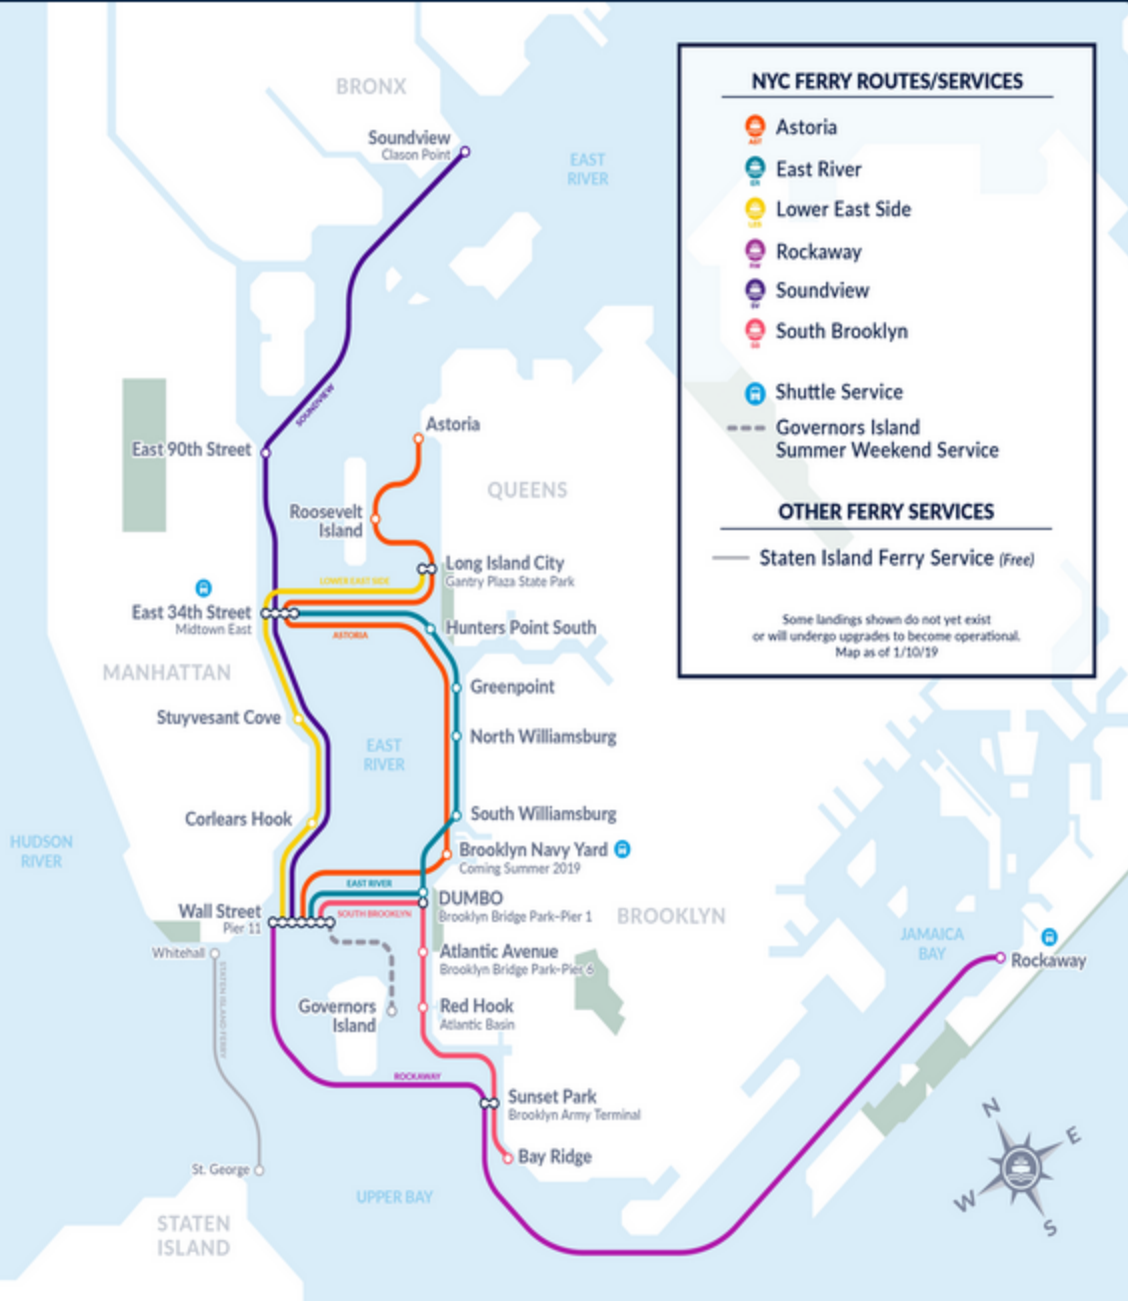 NYC FERRY ROUTES/SERVICES
Astoria
East River
Lower East Side
Rockaway
Soundview
South Brooklyn
Shuttle Service
Governors Island
Summer Weekend Service
OTHER FERRY SERVICES
Staten Island Ferry Service (Free)
Some landings shown do not yet exist
or will undergo upgrades to become operational.
Map as of 1/10/19
BRONX
Soundview
Clason Point
EAST
RIVER
SOUNDVIEW
Astoria
East 90th Street
QUEENS
Roosevelt
Island
Long Island City
Gantry Plaza State Park
LOWER EAST SIDE
East 34th Street
Midtown East
Hunters Point South
ASTORIA
MANHATTAN
Greenpoint
Stuyvesant Cove
North Williamsburg
EAST
RIVER
South Williamsburg
Corlears Hook
HUDSON
RIVER
Brooklyn Navy Yard
Coming Summer 2019
EAST RIVER
DUMBO
Brooklyn Bridge Park–Pier 1
Wall Street
Pier 11
SOUTH BROOKLYN
BROOKLYN
JAMAICA
BAY
Whitehall
STATEN ISLAND FERRY
Atlantic Avenue
Brooklyn Bridge Park–Pier 6
Rockaway
Governors
Island
Red Hook
Atlantic Basin
ROCKAWAY
Sunset Park
Brooklyn Army Terminal
Bay Ridge
St. George
UPPER BAY
STATEN
ISLAND
N
E
W
S